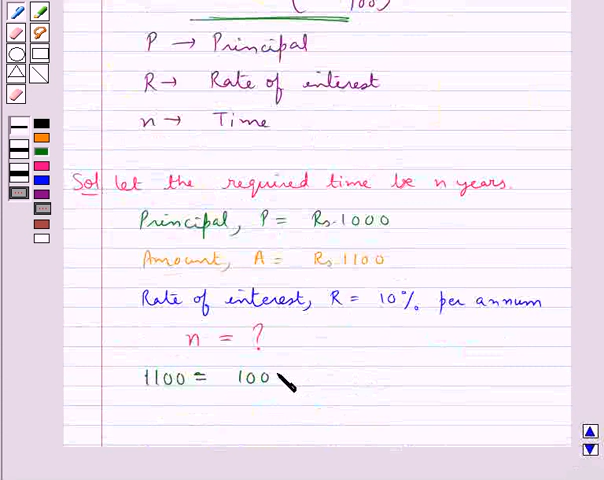 ( 100)
P → Principal
R → Rate of interest
n → Time
Sol let the required time be n years.
Principal, P = Rs.1000
Amount, A = Rs.1100
Rate of interest, R = 10% per annum
n = ?
1100 = 100